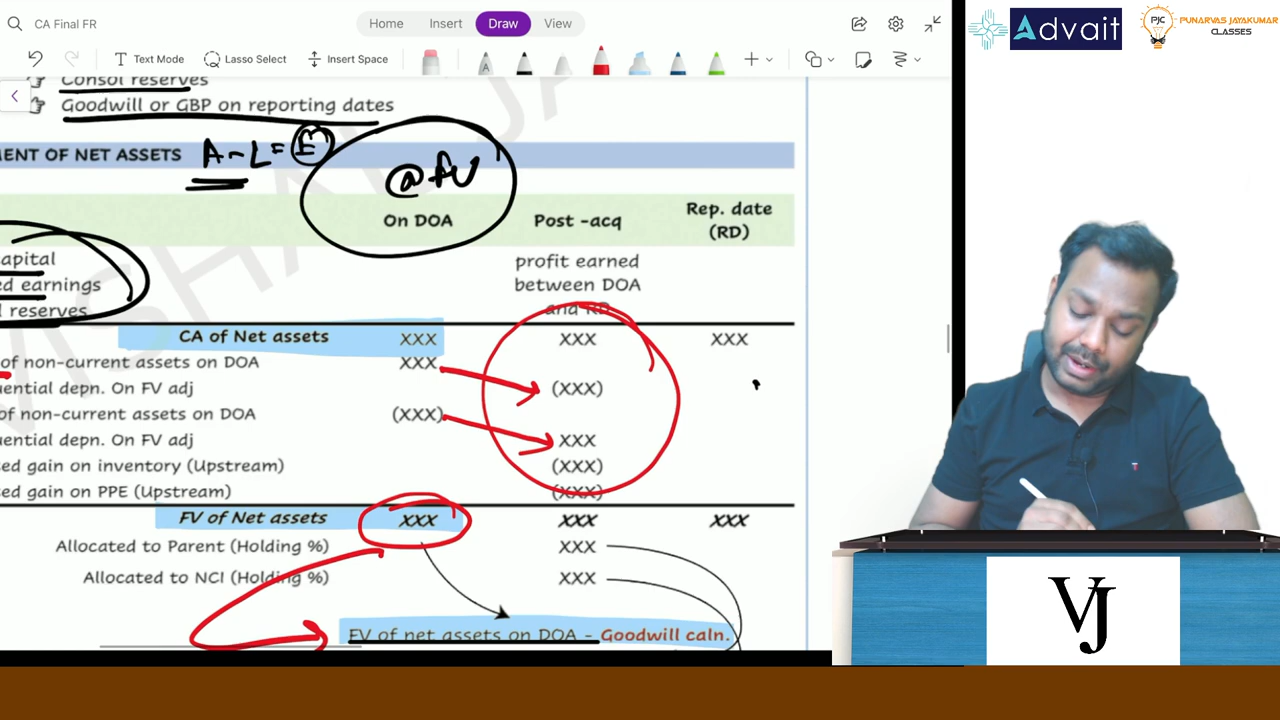 CA Final FR
Home Insert Draw View
Advait
PJC
PUNARVAS JAYAKUMAR
CLASSES
Text Mode Lasso Select Insert Space
Consol reserves
Goodwill or GBP on reporting dates
MENT OF NET ASSETS A-L=E
@ FV
On DOA Post -acq Rep. date
(RD)
apital profit earned
ed earnings between DOA
l reserves and RD
CA of Net assets XXX XXX XXX
of non-current assets on DOA XXX
uential depn. On FV adj (XXX)
of non-current assets on DOA (XXX)
uential depn. On FV adj XXX
ed gain on inventory (Upstream) (XXX)
ed gain on PPE (Upstream) (XXX)
FV of Net assets XXX XXX XXX
Allocated to Parent (Holding %) XXX
Allocated to NCI (Holding %) XXX
FV of net assets on DOA - Goodwill caln.
VJ